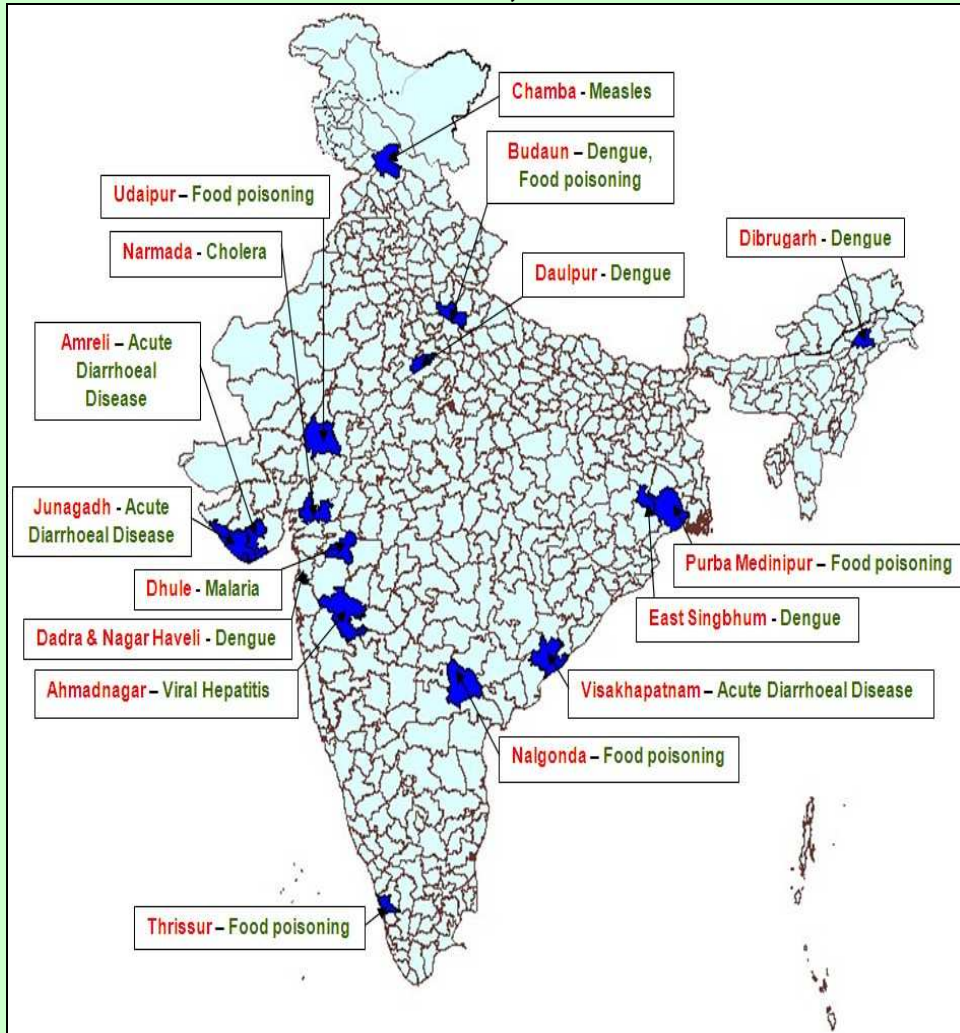 Chamba - Measles
Budaun – Dengue,
Food poisoning
Udaipur – Food poisoning
Narmada - Cholera
Dibrugarh - Dengue
Daulpur - Dengue
Amreli – Acute
Diarrhoeal
Disease
Junagadh - Acute
Diarrhoeal Disease
Dhule - Malaria
Purba Medinipur – Food poisoning
East Singbhum - Dengue
Dadra & Nagar Haveli - Dengue
Ahmadnagar – Viral Hepatitis
Visakhapatnam – Acute Diarrhoeal Disease
Nalgonda – Food poisoning
Thrissur – Food poisoning